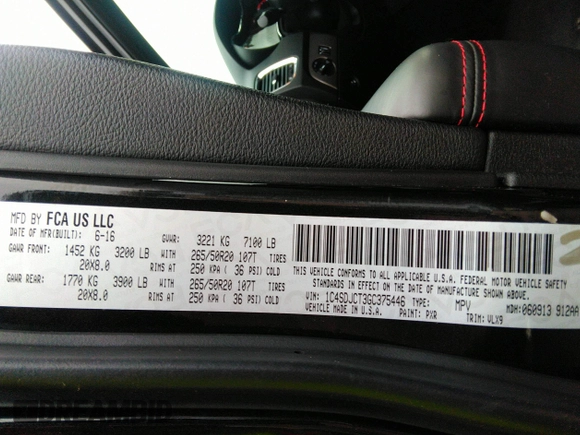 MFD BY FCA US LLC
DATE OF MFR(BUILT): 6-16 GVWR: 3221 KG 7100 LB
GAWR FRONT: 1452 KG 3200 LB WITH 265/50R20 107T TIRES
20X8.0 RIMS AT 250 KPA ( 36 PSI) COLD
GAWR REAR: 1770 KG 3900 LB WITH 265/50R20 107T TIRES
20X8.0 RIMS AT 250 KPA ( 36 PSI) COLD
THIS VEHICLE CONFORMS TO ALL APPLICABLE U.S.A. FEDERAL MOTOR VEHICLE SAFETY
STANDARDS IN EFFECT ON THE DATE OF MANUFACTURE SHOWN ABOVE.
VIN: 1C4SDJCT3GC375446 TYPE: MPV MDH: 060913 912AA
VEHICLE MADE IN U.S.A. PAINT: PXR TRIM: VLX9